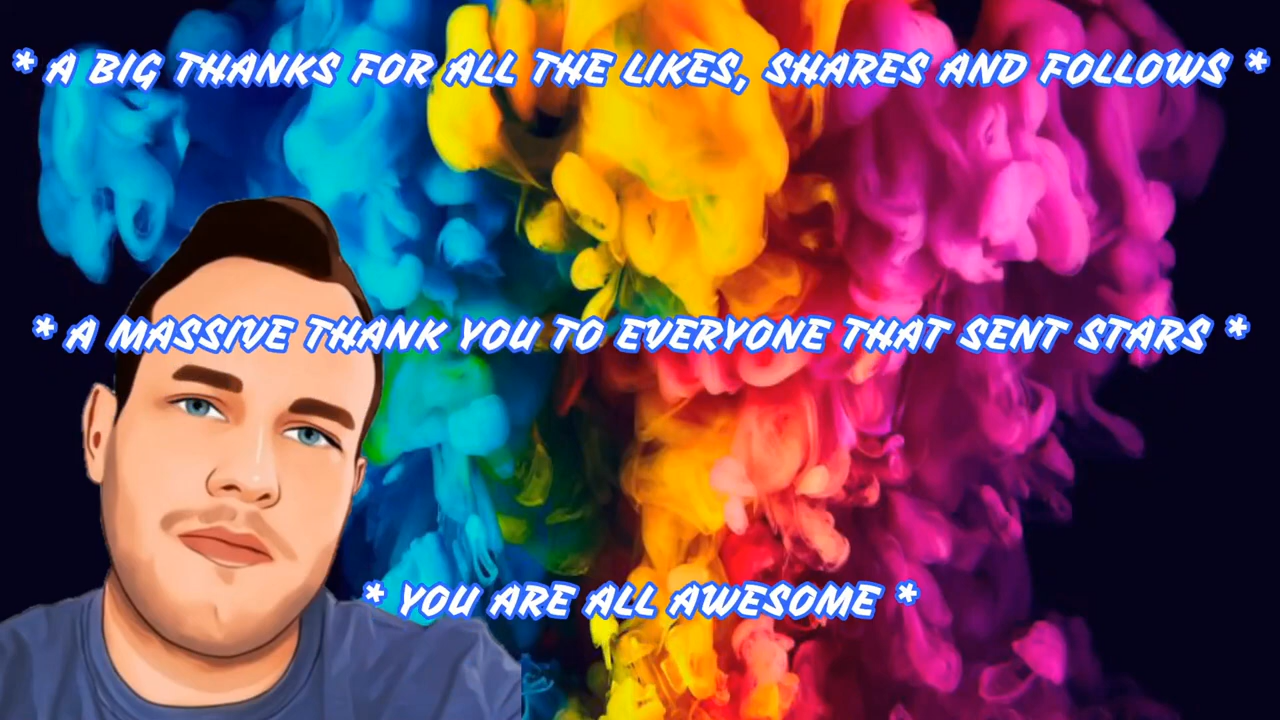 * A BIG THANKS FOR ALL THE LIKES, SHARES AND FOLLOWS *
* A MASSIVE THANK YOU TO EVERYONE THAT SENT STARS *
* YOU ARE ALL AWESOME *